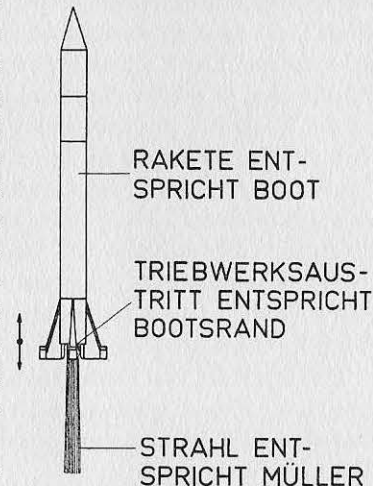 RAKETE ENT-
SPRICHT BOOT
TRIEBWERKSAUS-
TRITT ENTSPRICHT
BOOTSRAND
STRAHL ENT-
SPRICHT MÜLLER